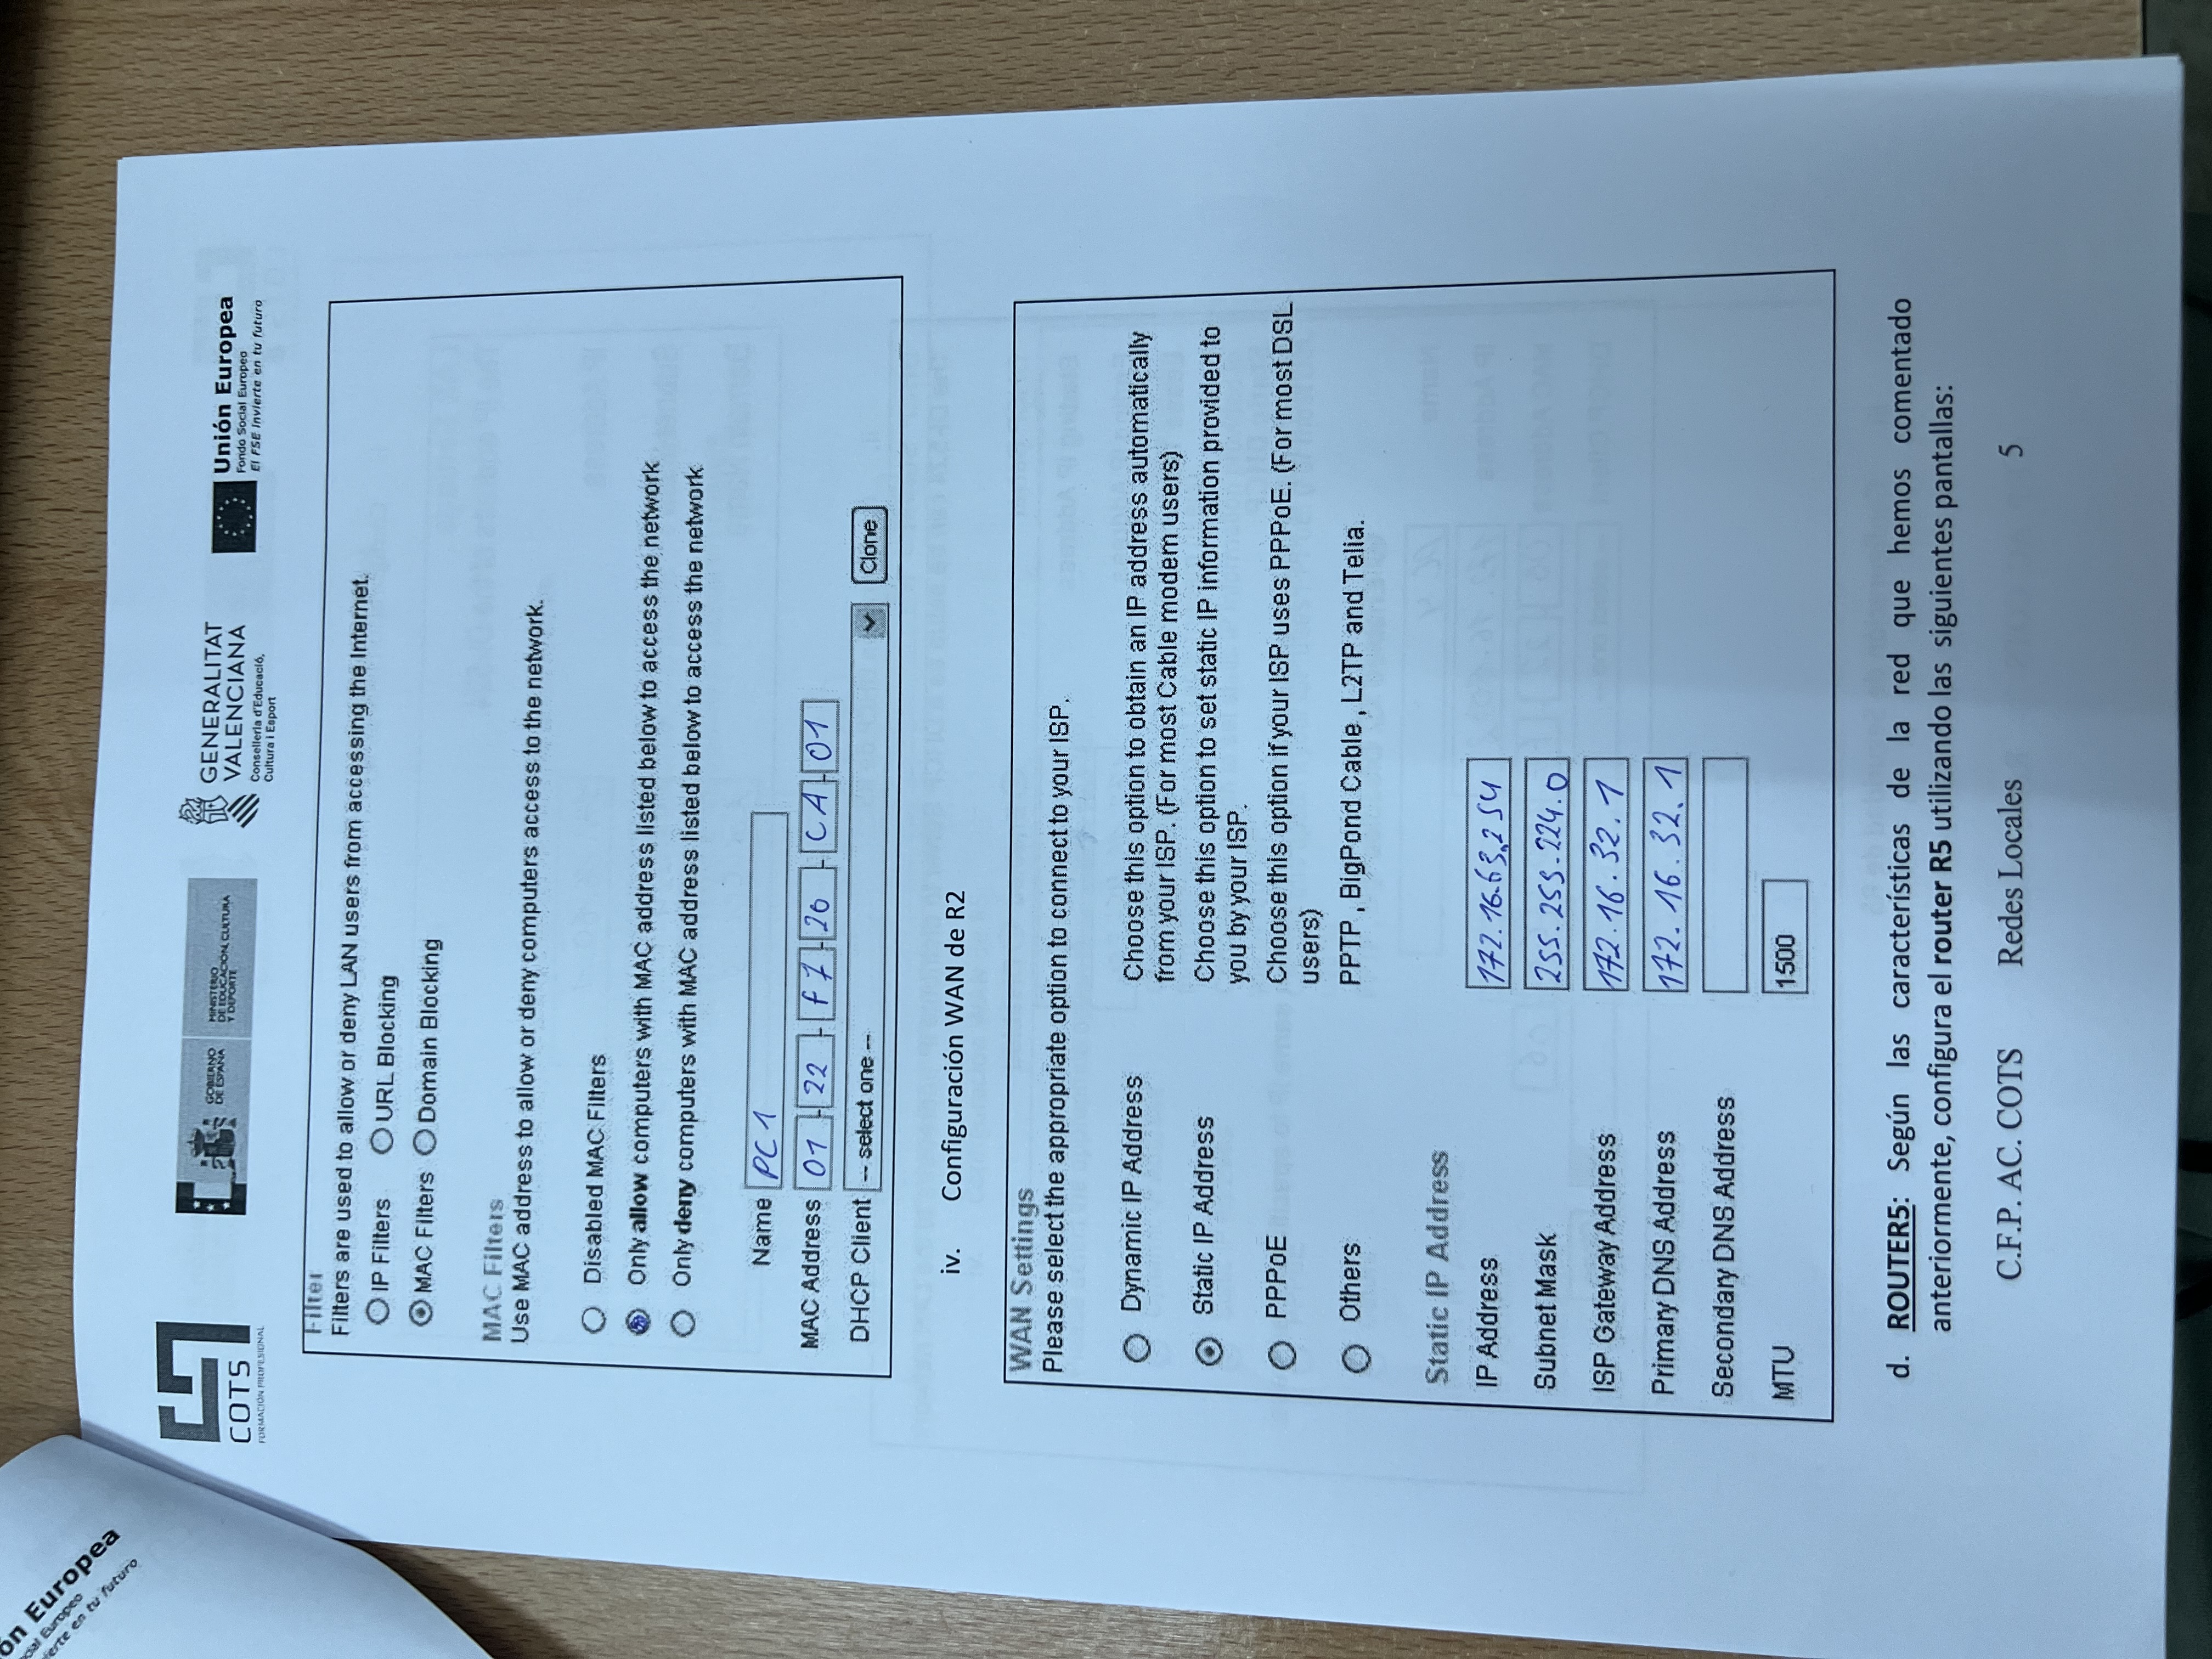 ón Europea
cial Europeo
ierte en tu futuro
COTS
FORMACIÓN PROFESIONAL
GOBIERNO
DE ESPAÑA
MINISTERIO
DE EDUCACIÓN, CULTURA
Y DEPORTE
GENERALITAT
VALENCIANA
Conselleria d'Educació,
Cultura i Esport
Unión Europea
Fondo Social Europeo
El FSE invierte en tu futuro
Filter
Filters are used to allow or deny LAN users from accessing the Internet.
IP Filters URL Blocking
MAC Filters Domain Blocking
MAC Filters
Use MAC address to allow or deny computers access to the network.
Disabled MAC Filters
Only allow computers with MAC address listed below to access the network
Only deny computers with MAC address listed below to access the network
Name PC1
MAC Address 01 - 22 - F7 - 20 - CA - 01
DHCP Client -- select one -- Clone
iv. Configuración WAN de R2
WAN Settings
Please select the appropriate option to connect to your ISP.
Dynamic IP Address Choose this option to obtain an IP address automatically
from your ISP. (For most Cable modem users)
Static IP Address Choose this option to set static IP information provided to
you by your ISP.
PPPoE Choose this option if your ISP uses PPPoE. (For most DSL
users)
Others PPTP , BigPond Cable , L2TP and Telia.
Static IP Address
IP Address 172.16.63.254
Subnet Mask 255.255.224.0
ISP Gateway Address 172.16.32.1
Primary DNS Address 172.16.32.1
Secondary DNS Address
MTU 1500
d. ROUTER5: Según las características de la red que hemos comentado
anteriormente, configura el router R5 utilizando las siguientes pantallas:
C.F.P. AC. COTS Redes Locales 5